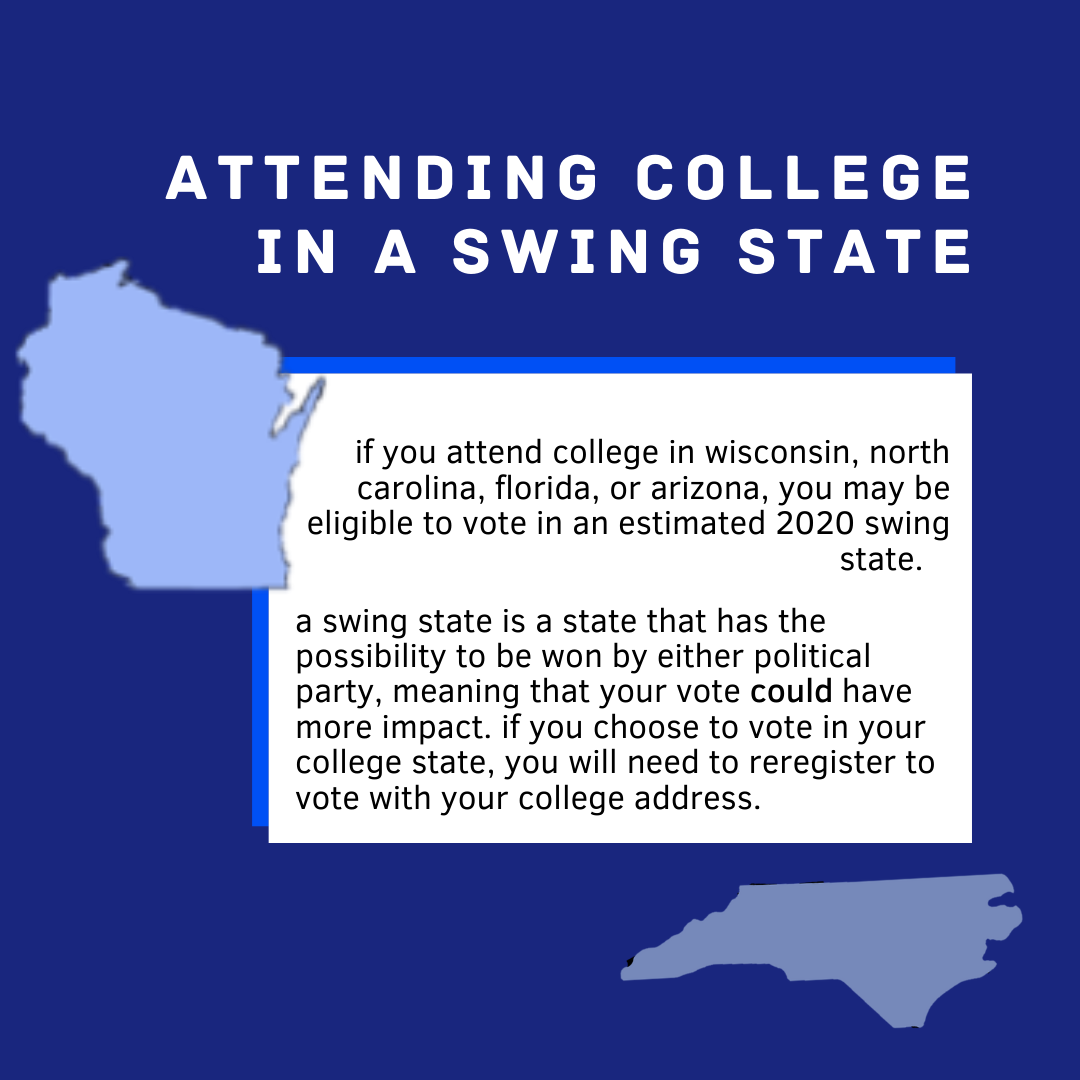 ATTENDING COLLEGE
IN A SWING STATE
if you attend college in wisconsin, north
carolina, florida, or arizona, you may be
eligible to vote in an estimated 2020 swing
state.
a swing state is a state that has the
possibility to be won by either political
party, meaning that your vote could have
more impact. if you choose to vote in your
college state, you will need to reregister to
vote with your college address.